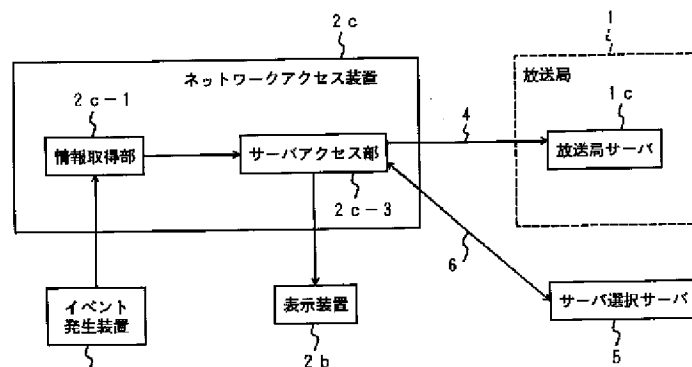 2c
1
ネットワークアクセス装置
放送局
2c-1
4
1c
情報取得部
サーバアクセス部
放送局サーバ
2c-3
6
イベント
発生装置
表示装置
サーバ選択サーバ
2b
5